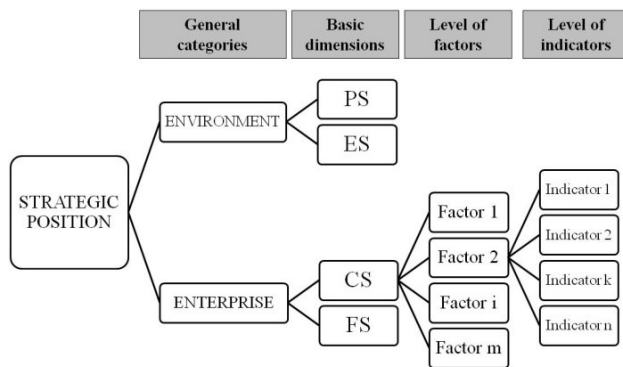 General
categories
Basic
dimensions
Level of
factors
Level of
indicators
STRATEGIC
POSITION
ENVIRONMENT
PS
ES
ENTERPRISE
CS
FS
Factor 1
Factor 2
Factor i
Factor m
Indicator 1
Indicator 2
Indicator k
Indicator n